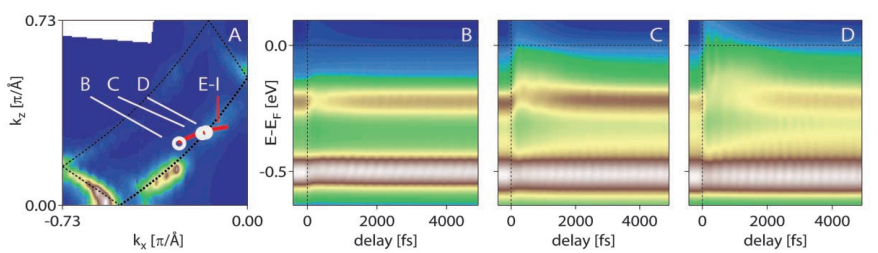 0.73
A
B
C
D
E-I
k_z [π/Å]
0.00
-0.73
0.00
k_x [π/Å]
B
0.0
E-E_F [eV]
-0.5
0
2000
4000
delay [fs]
C
0
2000
4000
delay [fs]
D
0
2000
4000
delay [fs]